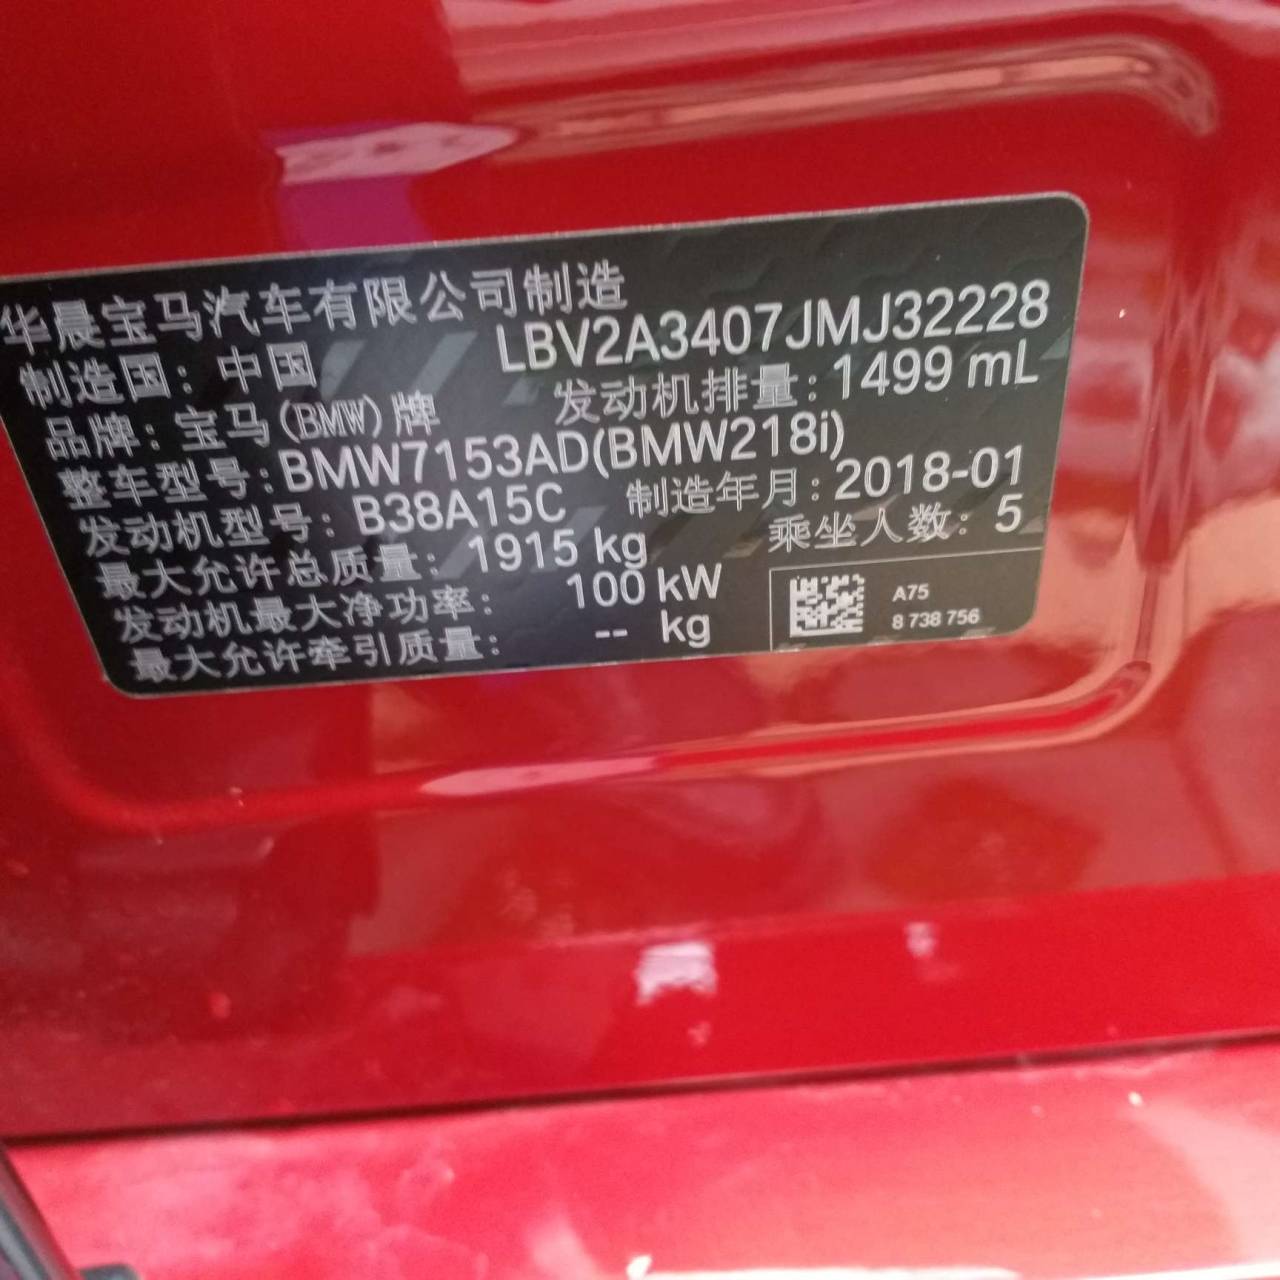 华晨宝马汽车有限公司制造
制造国：中国 LBV2A3407JMJ32228
品牌：宝马(BMW)牌 发动机排量：1499 mL
整车型号：BMW7153AD(BMW218i)
发动机型号：B38A15C 制造年月：2018-01
最大允许总质量：1915 kg 乘坐人数：5
发动机最大净功率：100 kW
最大允许牵引质量：-- kg
A75
8 738 756